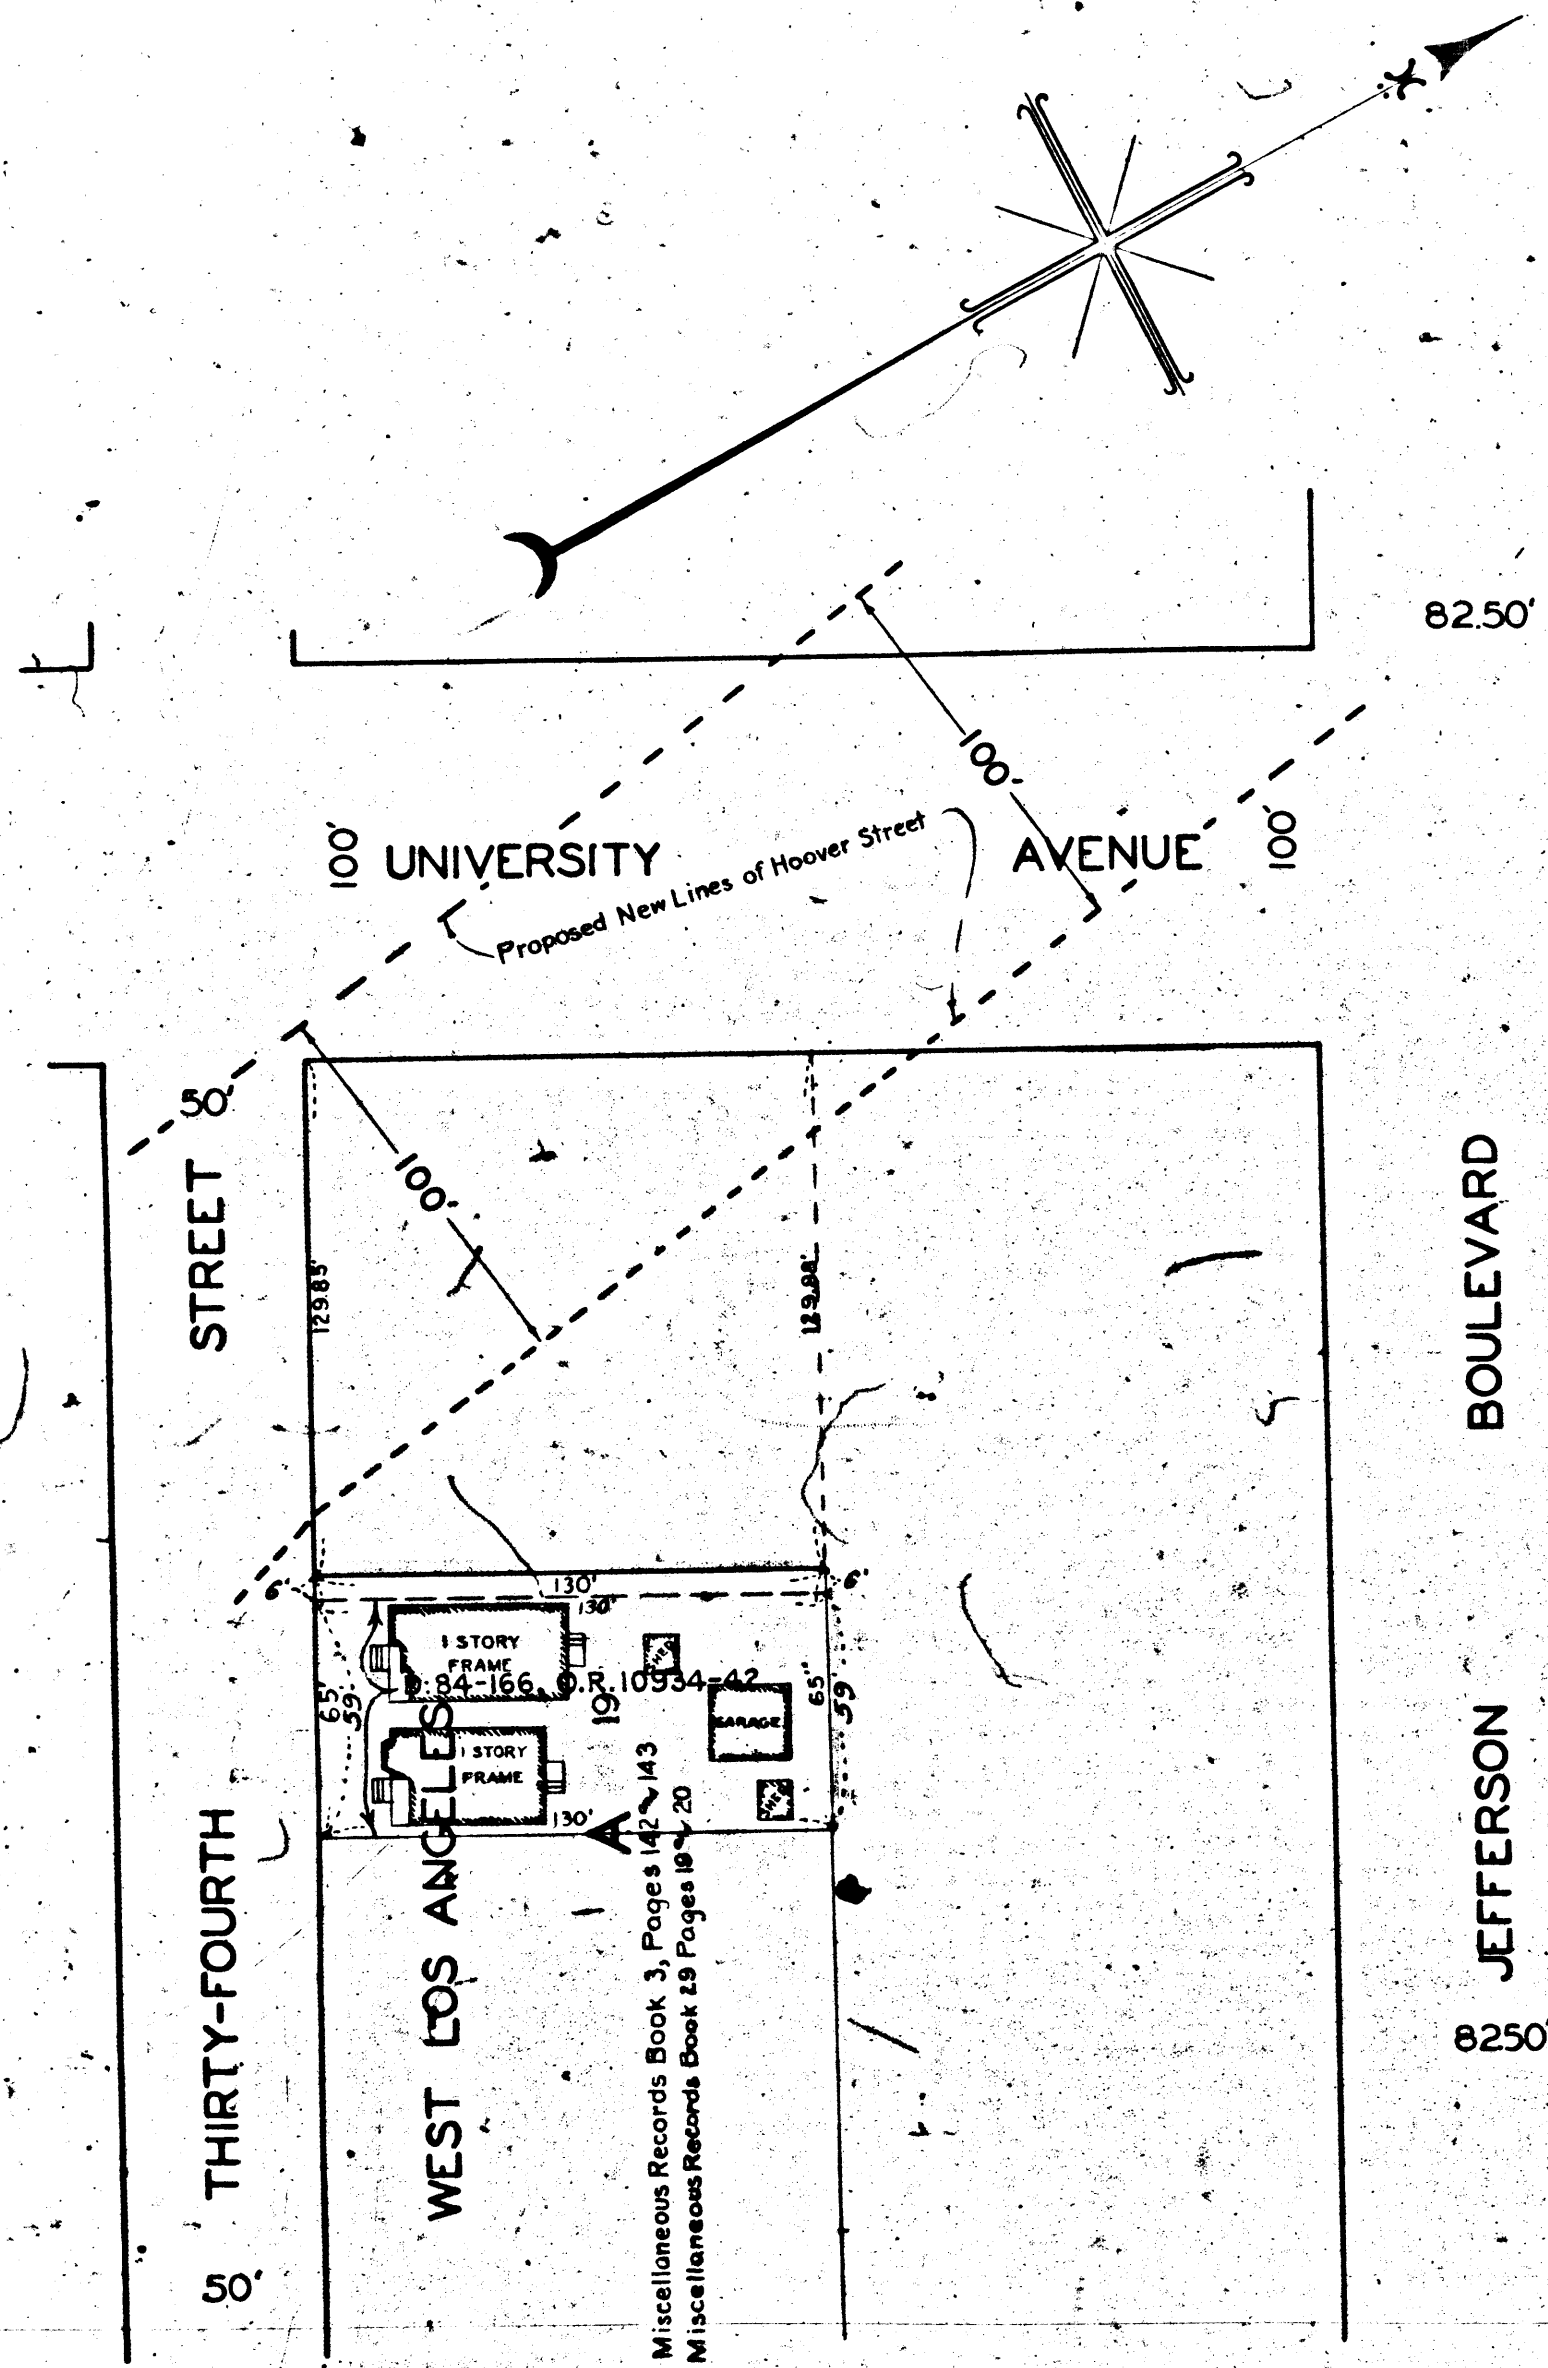 82.50'
100'
100'
UNIVERSITY
AVENUE
100'
Proposed New Lines of Hoover Street
50'
STREET
100'
129.85'
BOULEVARD
6'
130'
6'
130'
1 STORY
FRAME
D: 84-166, O.R. 10934-42
65'
59'
19
65'
59'
GARAGE
1 STORY
FRAME
130'
A
THIRTY-FOURTH
WEST LOS ANGELES
Miscellaneous Records Book 3, Pages 142 143
Miscellaneous Records Book 29 Pages 20
JEFFERSON
8250'
50'